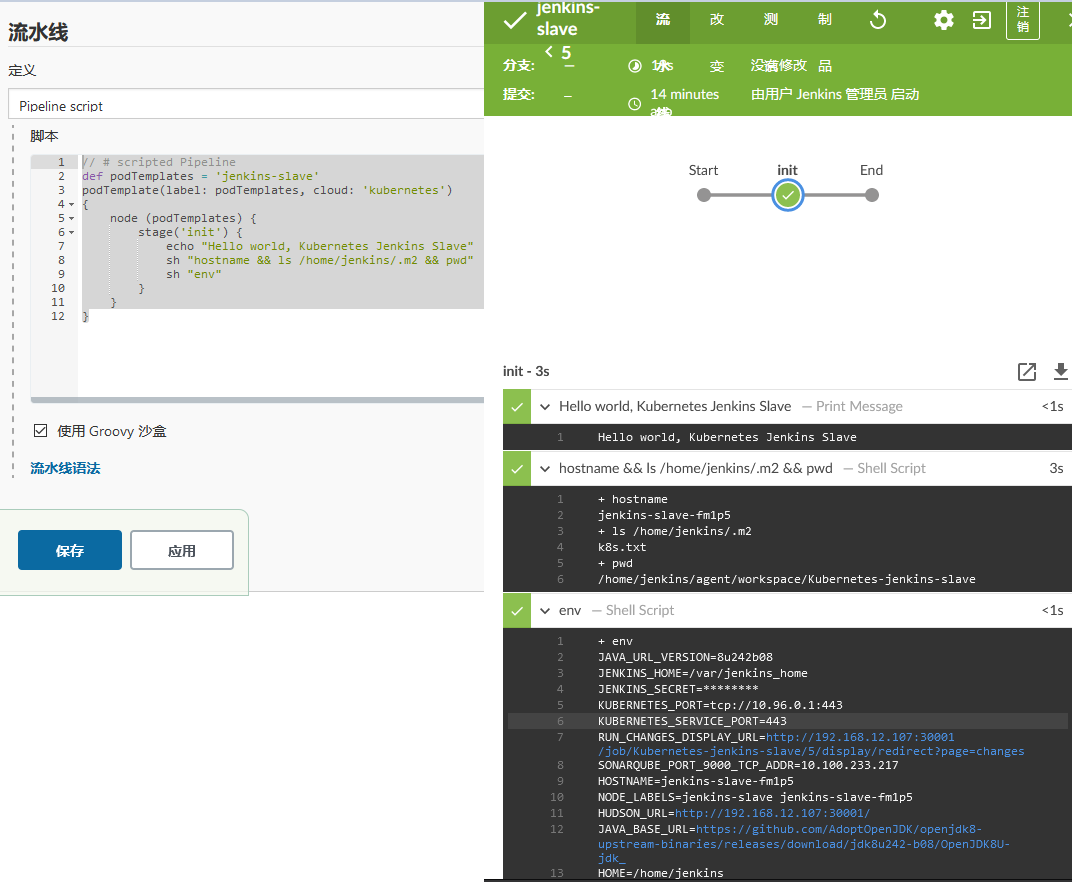 流水线
定义
Pipeline script
脚本
1 // # scripted Pipeline
2 def podTemplates = 'jenkins-slave'
3 podTemplate(label: podTemplates, cloud: 'kubernetes')
4 {
5 node (podTemplates) {
6 stage('init') {
7 echo "Hello world, Kubernetes Jenkins Slave"
8 sh "hostname && ls /home/jenkins/.m2 && pwd"
9 sh "env"
10 }
11 }
12 }
使用 Groovy 沙盒
流水线语法
保存
应用
jenkins-
slave
5
流
改
测
制
注
销
分支:
—
变
没有修改
品
提交:
—
14 minutes
由用户 Jenkins 管理员 启动
Start
init
End
init - 3s
Hello world, Kubernetes Jenkins Slave — Print Message <1s
1 Hello world, Kubernetes Jenkins Slave
hostname && ls /home/jenkins/.m2 && pwd — Shell Script 3s
1 + hostname
2 jenkins-slave-fm1p5
3 + ls /home/jenkins/.m2
4 k8s.txt
5 + pwd
6 /home/jenkins/agent/workspace/Kubernetes-jenkins-slave
env — Shell Script <1s
1 + env
2 JAVA_URL_VERSION=8u242b08
3 JENKINS_HOME=/var/jenkins_home
4 JENKINS_SECRET=********
5 KUBERNETES_PORT=tcp://10.96.0.1:443
6 KUBERNETES_SERVICE_PORT=443
7 RUN_CHANGES_DISPLAY_URL=http://192.168.12.107:30001
/job/Kubernetes-jenkins-slave/5/display/redirect?page=changes
8 SONARQUBE_PORT_9000_TCP_ADDR=10.100.233.217
9 HOSTNAME=jenkins-slave-fm1p5
10 NODE_LABELS=jenkins-slave jenkins-slave-fm1p5
11 HUDSON_URL=http://192.168.12.107:30001/
12 JAVA_BASE_URL=https://github.com/AdoptOpenJDK/openjdk8-
upstream-binaries/releases/download/jdk8u242-b08/OpenJDK8U-
jdk_
13 HOME=/home/jenkins